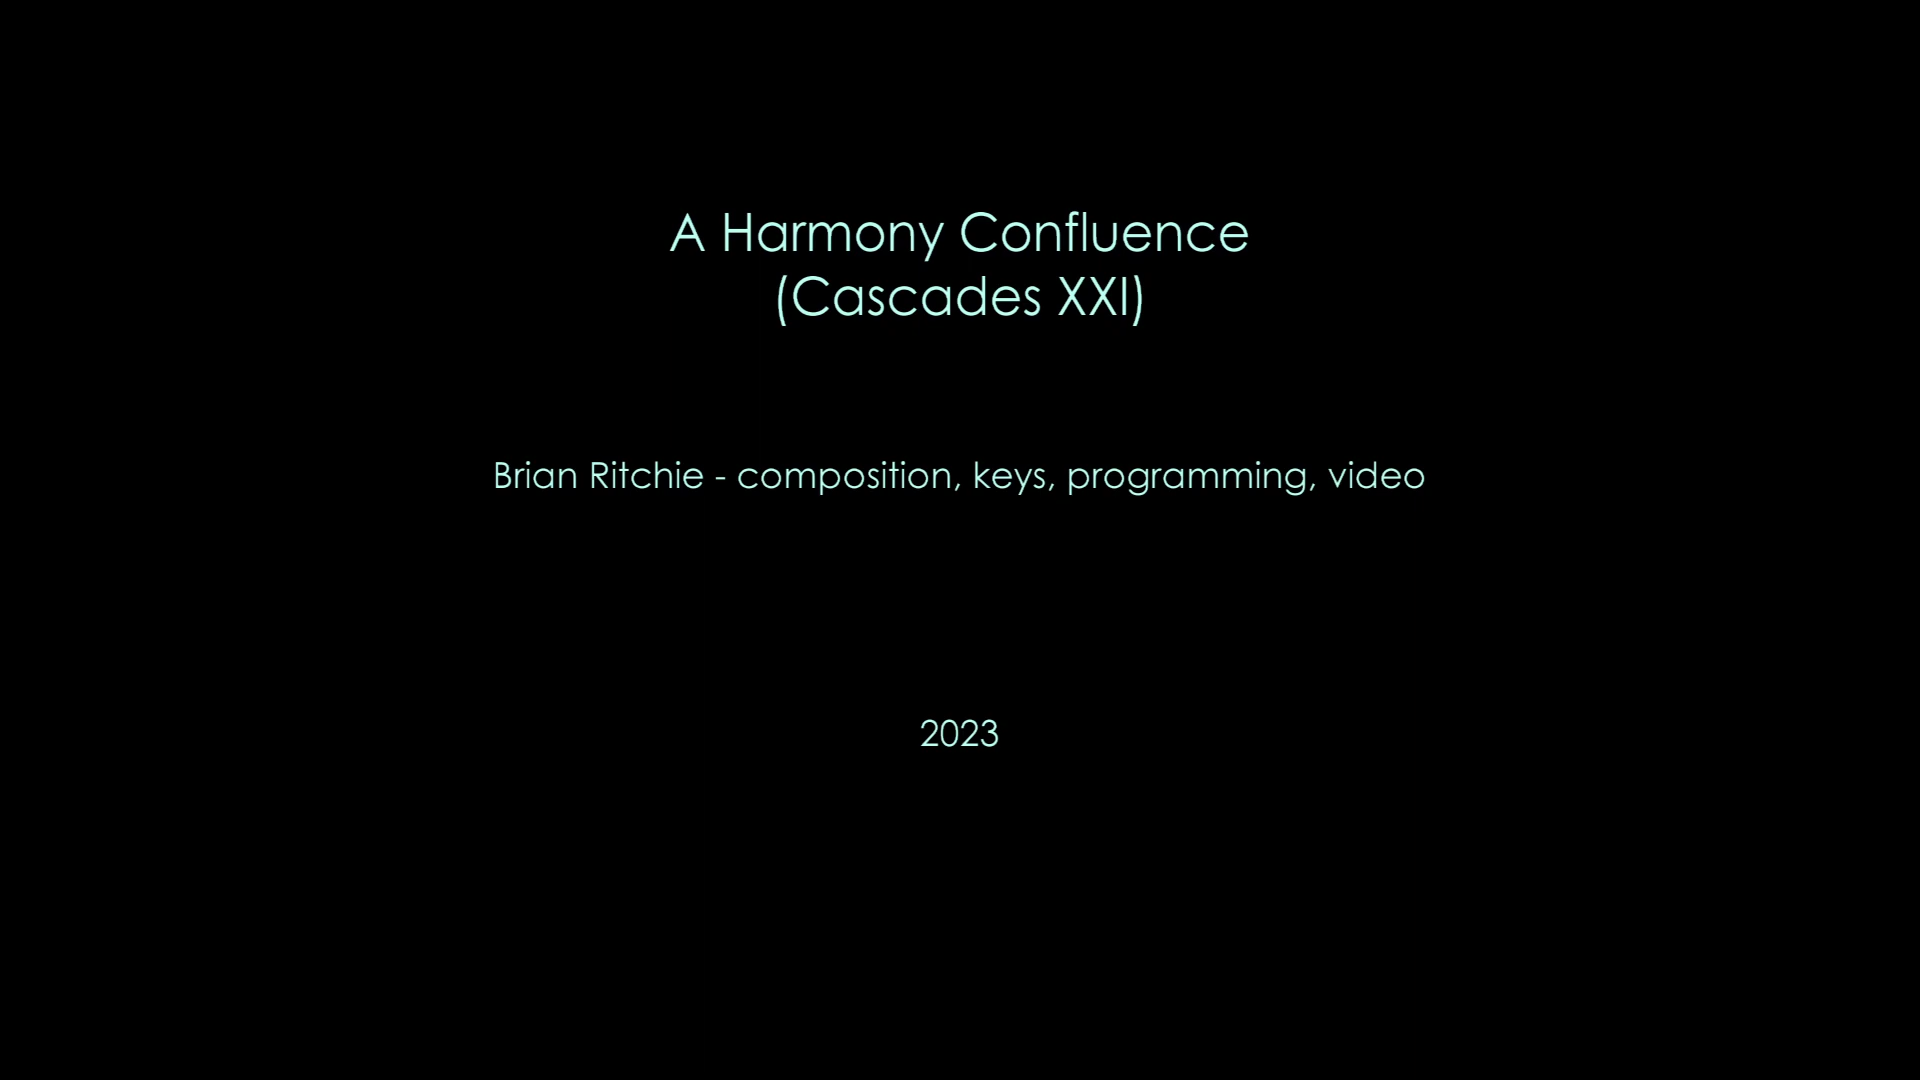 A Harmony Confluence
(Cascades XXI)
Brian Ritchie - composition, keys, programming, video
2023